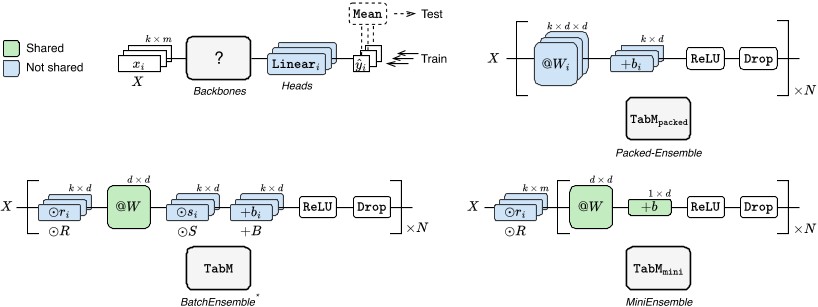 Shared
Not shared
k × m
x_i
X
?
Backbones
Linear_i
Heads
Mean
Test
ŷ_i
Train
X
k × d × d
@W_i
k × d
+b_i
ReLU
Drop
×N
TabM_packed
Packed-Ensemble
X
k × d
⊙r_i
⊙R
d × d
@W
k × d
⊙s_i
⊙S
k × d
+b_i
+B
ReLU
Drop
×N
TabM
BatchEnsemble*
X
k × m
⊙r_i
⊙R
d × d
@W
1 × d
+b
ReLU
Drop
×N
TabM_mini
MiniEnsemble